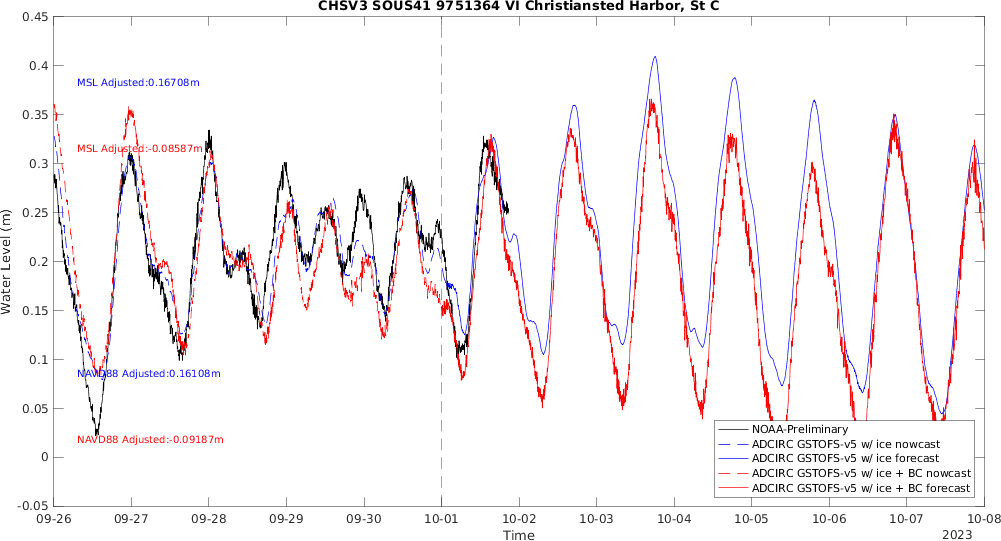 CHSV3 SOUS41 9751364 VI Christiansted Harbor, St C
0.45
0.4
0.35
0.3
0.25
0.2
0.15
0.1
0.05
0
-0.05
Water Level (m)
MSL Adjusted:0.16708m
MSL Adjusted:-0.08587m
NAVD88 Adjusted:0.16108m
NAVD88 Adjusted:-0.09187m
NOAA-Preliminary
ADCIRC GSTOFS-v5 w/ ice nowcast
ADCIRC GSTOFS-v5 w/ ice forecast
ADCIRC GSTOFS-v5 w/ ice + BC nowcast
ADCIRC GSTOFS-v5 w/ ice + BC forecast
09-26 09-27 09-28 09-29 09-30 10-01 10-02 10-03 10-04 10-05 10-06 10-07 10-08
Time
2023